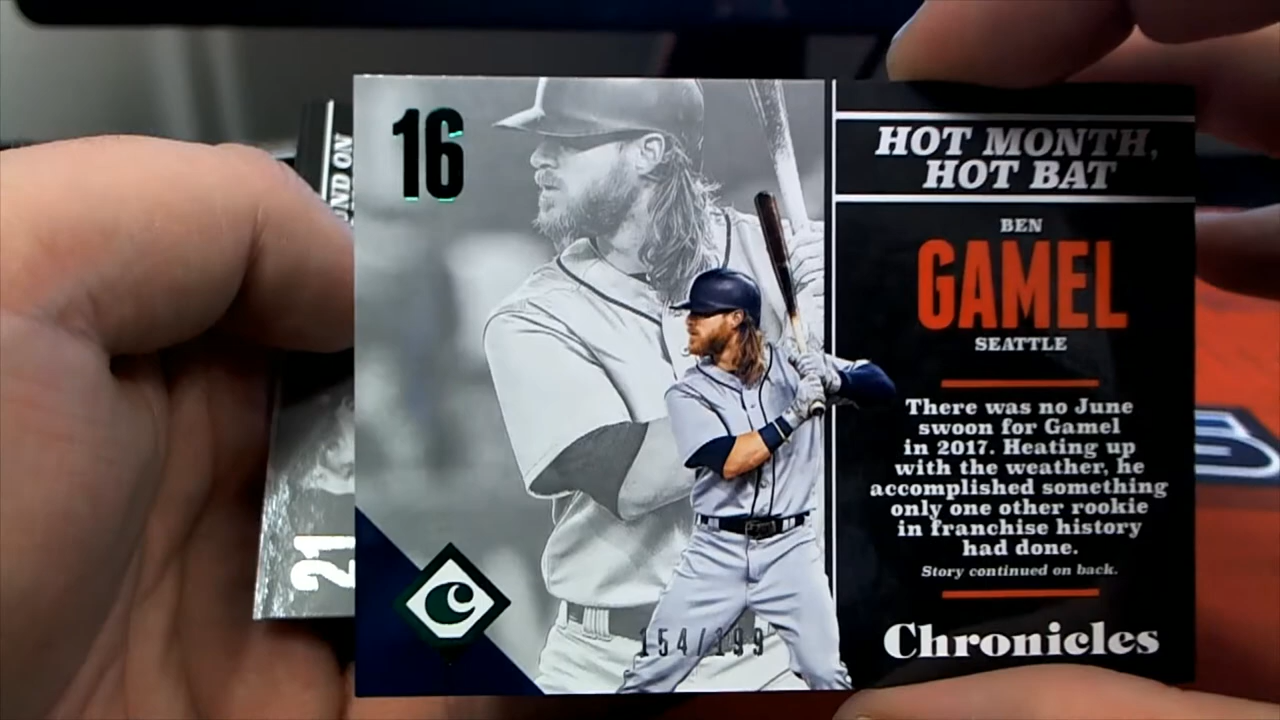 16
HOT MONTH,
HOT BAT
BEN
GAMEL
SEATTLE
There was no June
swoon for Gamel
in 2017. Heating up
with the weather, he
accomplished something
only one other rookie
in franchise history
had done.
Story continued on back.
Chronicles
C
154/199
ON
21